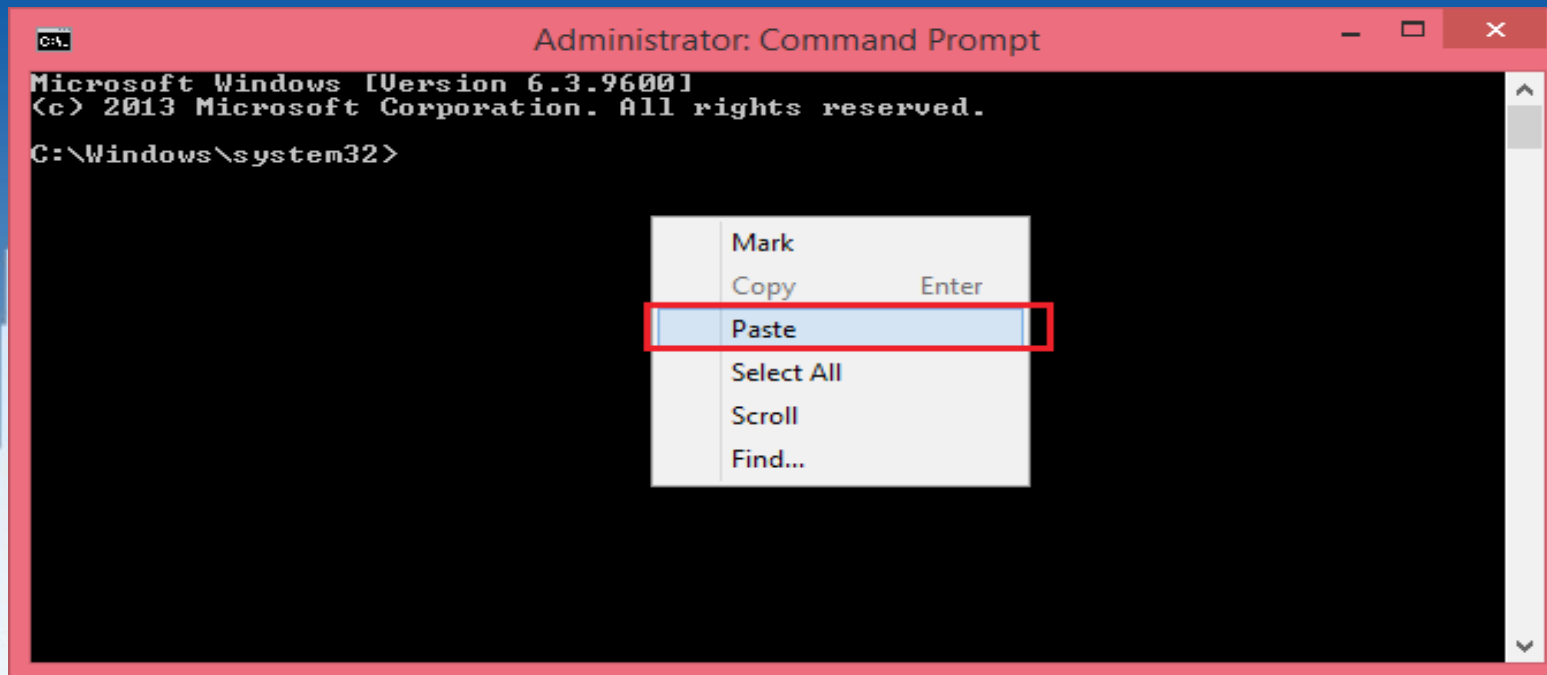 C:\.
Administrator: Command Prompt
Microsoft Windows [Version 6.3.9600]
(c) 2013 Microsoft Corporation. All rights reserved.
C:\Windows\system32>
Mark
Copy Enter
Paste
Select All
Scroll
Find...